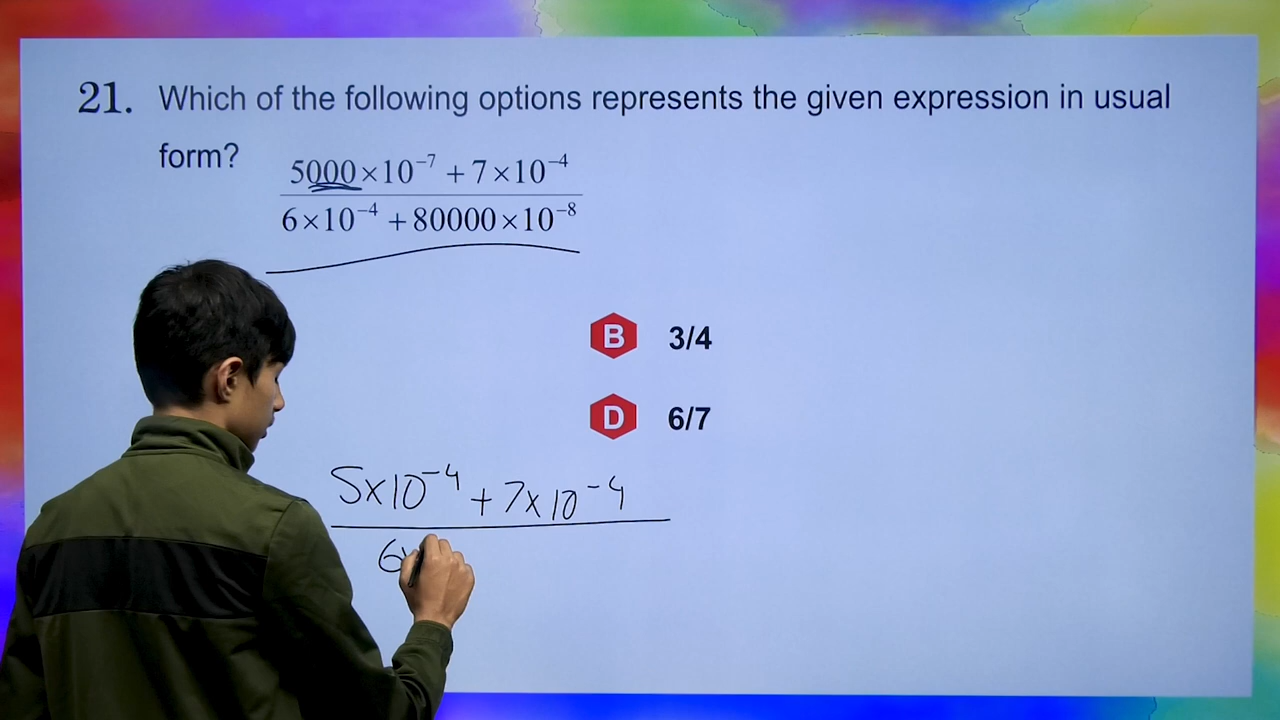 21. Which of the following options represents the given expression in usual
form?
5000×10⁻⁷ + 7×10⁻⁴
6×10⁻⁴ + 80000×10⁻⁸
B 3/4
D 6/7
5×10⁻⁴ + 7×10⁻⁴
6